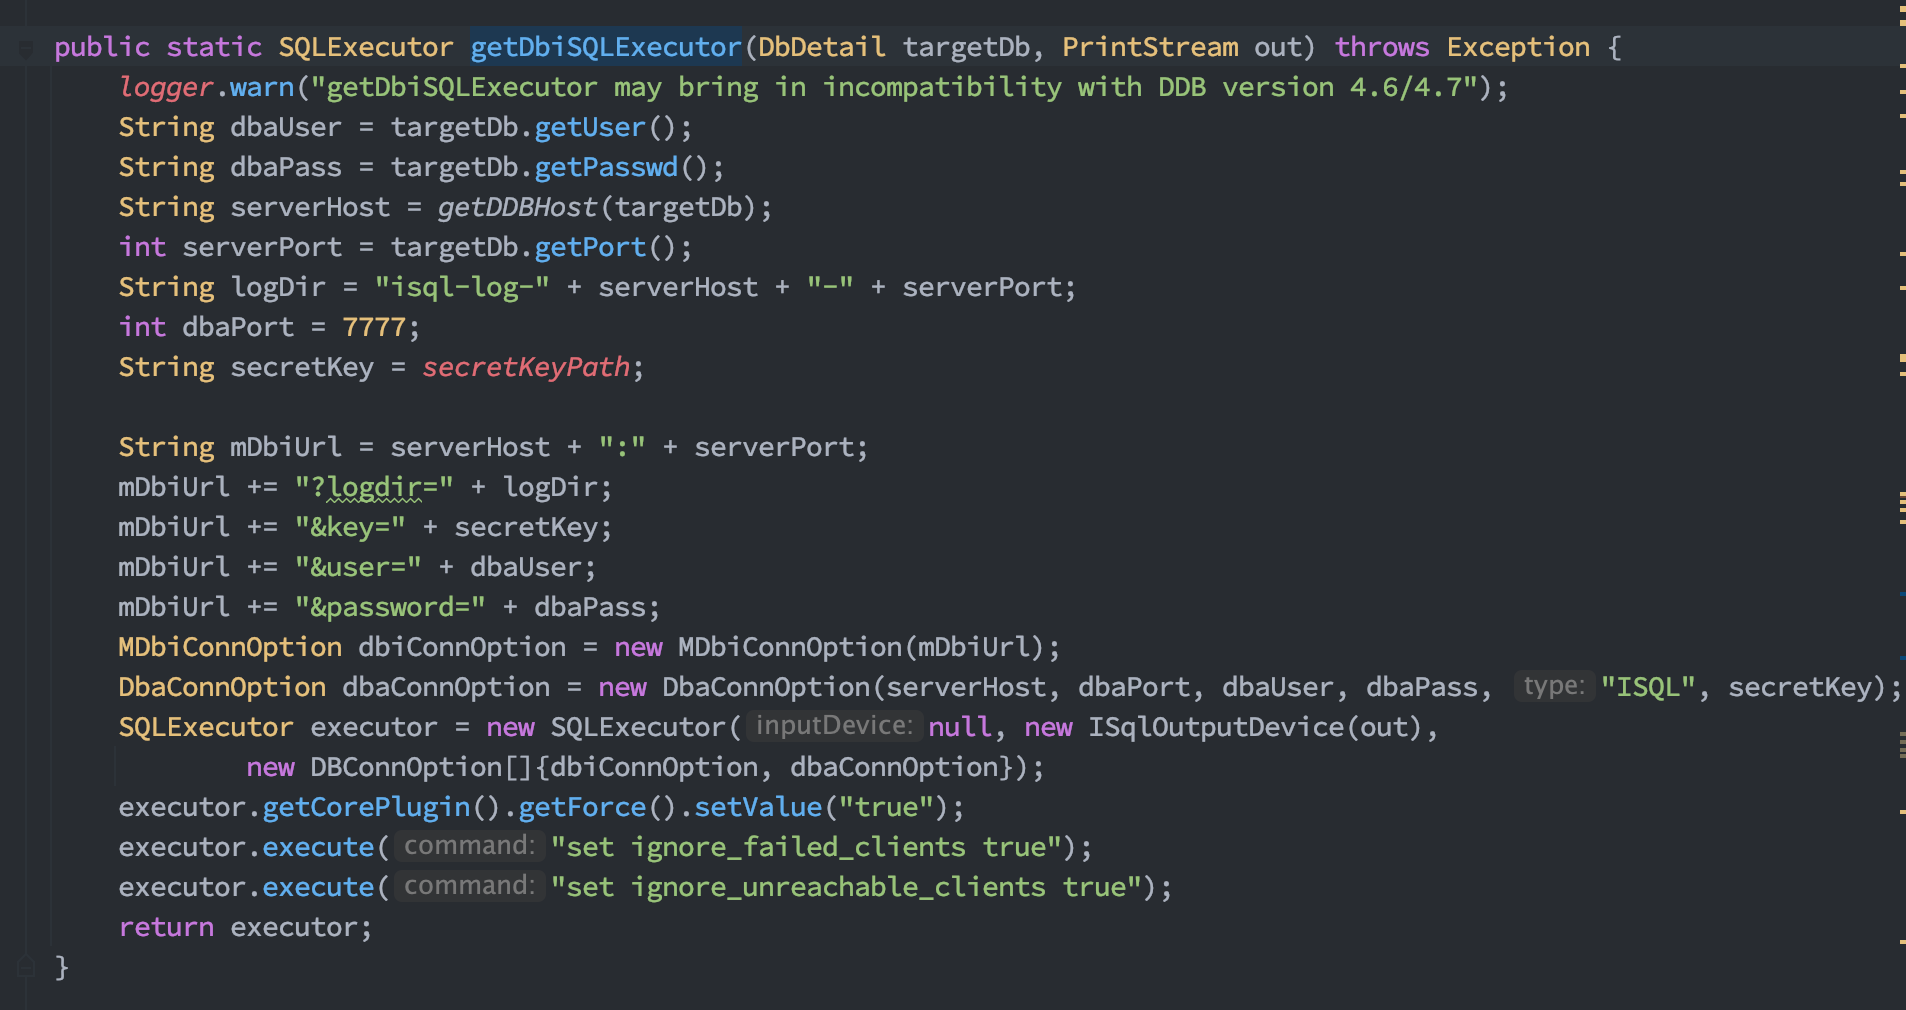 public static SQLExecutor getDbiSQLExecutor(DbDetail targetDb, PrintStream out) throws Exception {
logger.warn("getDbiSQLExecutor may bring in incompatibility with DDB version 4.6/4.7");
String dbaUser = targetDb.getUser();
String dbaPass = targetDb.getPasswd();
String serverHost = getDDBHost(targetDb);
int serverPort = targetDb.getPort();
String logDir = "isql-log-" + serverHost + "-" + serverPort;
int dbaPort = 7777;
String secretKey = secretKeyPath;
String mDbiUrl = serverHost + ":" + serverPort;
mDbiUrl += "?logdir=" + logDir;
mDbiUrl += "&key=" + secretKey;
mDbiUrl += "&user=" + dbaUser;
mDbiUrl += "&password=" + dbaPass;
MDbiConnOption dbiConnOption = new MDbiConnOption(mDbiUrl);
DbaConnOption dbaConnOption = new DbaConnOption(serverHost, dbaPort, dbaUser, dbaPass, type: "ISQL", secretKey);
SQLExecutor executor = new SQLExecutor( inputDevice: null, new ISqlOutputDevice(out),
new DBConnOption[]{dbiConnOption, dbaConnOption});
executor.getCorePlugin().getForce().setValue("true");
executor.execute( command: "set ignore_failed_clients true");
executor.execute( command: "set ignore_unreachable_clients true");
return executor;
}